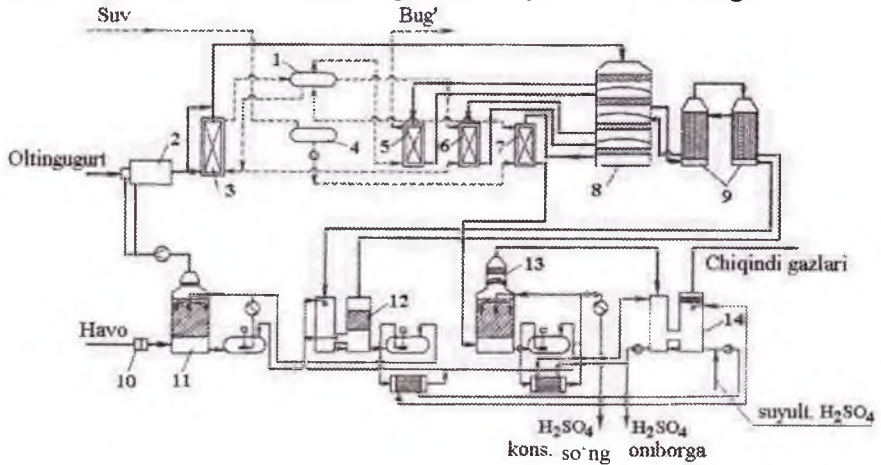 Suv
Bug'
1
2
3
4
5
6
7
8
9
Oltingugurt
Chiqindi gazlari
12
13
14
Havo
10
11
suyult. H₂SO₄
H₂SO₄ H₂SO₄
kons. so'ng omborga